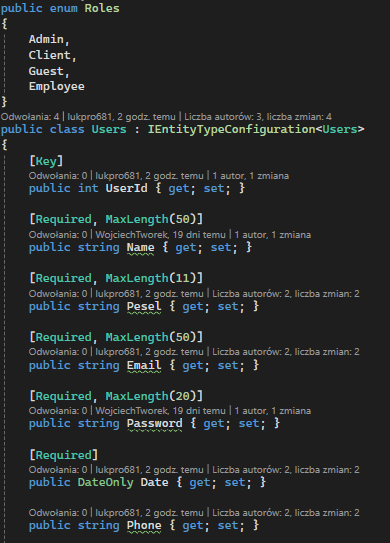 public enum Roles
{
Admin,
Client,
Guest,
Employee
}
Odwołania: 4 | lukpro681, 2 godz. temu | Liczba autorów: 3, liczba zmian: 4
public class Users : IEntityTypeConfiguration<Users>
{
[Key]
Odwołania: 0 | lukpro681, 2 godz. temu | 1 autor, 1 zmiana
public int UserId { get; set; }
[Required, MaxLength(50)]
Odwołania: 0 | WojciechTworek, 19 dni temu | 1 autor, 1 zmiana
public string Name { get; set; }
[Required, MaxLength(11)]
Odwołania: 0 | lukpro681, 2 godz. temu | Liczba autorów: 2, liczba zmian: 2
public string Pesel { get; set; }
[Required, MaxLength(50)]
Odwołania: 0 | lukpro681, 2 godz. temu | Liczba autorów: 2, liczba zmian: 2
public string Email { get; set; }
[Required, MaxLength(20)]
Odwołania: 0 | WojciechTworek, 19 dni temu | 1 autor, 1 zmiana
public string Password { get; set; }
[Required]
Odwołania: 0 | lukpro681, 2 godz. temu | Liczba autorów: 2, liczba zmian: 2
public DateOnly Date { get; set; }
Odwołania: 0 | lukpro681, 2 godz. temu | Liczba autorów: 2, liczba zmian: 2
public string Phone { get; set; }